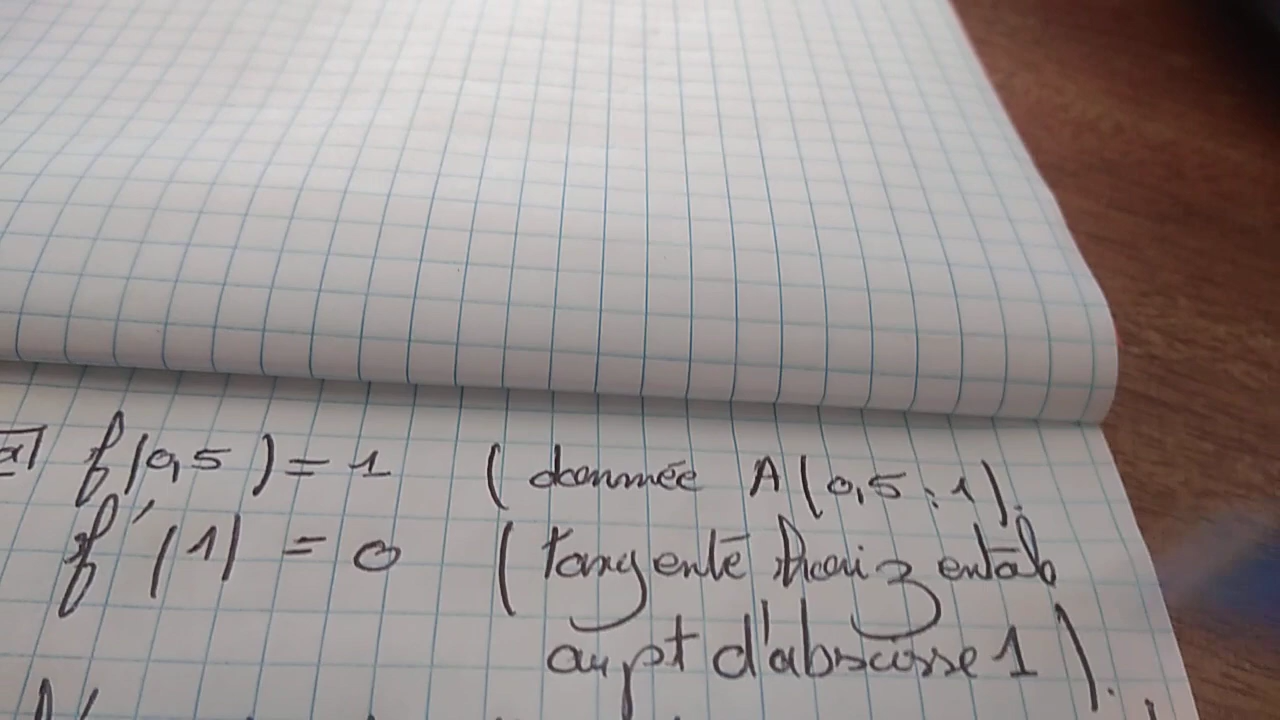 a) f(0,5) = 1 (donnée A(0,5 ; 1).
f'(1) = 0 (tangente horizontale
au pt d'abscisse 1).